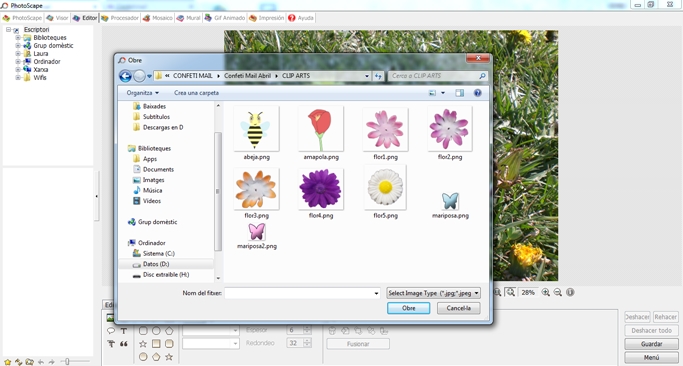 PhotoScape
PhotoScape Visor Editor Procesador Mosaico Mural Gif Animado Impresión Ayuda
Escriptori
Biblioteques
Grup domèstic
Laura
Ordinador
Xarxa
Wifis
Obre
CONFETI MAIL Confeti Mail Abril CLIP ARTS
Cerca a CLIP ARTS
Organitza Crea una carpeta
Baixades
Subtítulos
Descargas en D
Biblioteques
Apps
Documents
Imatges
Música
Vídeos
Grup domèstic
Ordinador
Sistema (C:)
Datos (D:)
Disc extraïble (H:)
abeja.png amapola.png flor1.png flor2.png
flor3.png flor4.png flor5.png mariposa.png
mariposa2.png
Nom del fitxer: Select Image Type (*.jpg;*.jpeg
Obre Cancel·la
28%
Espesor 6
Redondeo 32
Fusionar
Deshacer Rehacer
Deshacer todo
Guardar
Menú